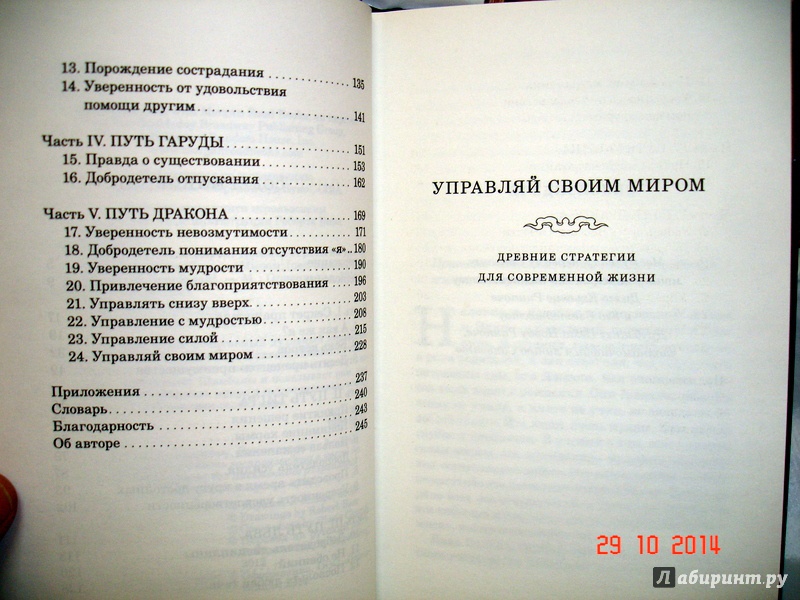 13. Порождение сострадания 135
14. Уверенность от удовольствия
помощи другим 141
Часть IV. ПУТЬ ГАРУДЫ 151
15. Правда о существовании 153
16. Добродетель отпускания 162
Часть V. ПУТЬ ДРАКОНА 169
17. Уверенность невозмутимости 171
18. Добродетель понимания отсутствия «я» 180
19. Уверенность мудрости 190
20. Привлечение благоприятствования 196
21. Управлять снизу вверх. 203
22. Управление с мудростью 208
23. Управление силой 215
24. Управляй своим миром 228
Приложения 237
Словарь 240
Благодарность 243
Об авторе 245
УПРАВЛЯЙ СВОИМ МИРОМ
ДРЕВНИЕ СТРАТЕГИИ
ДЛЯ СОВРЕМЕННОЙ ЖИЗНИ
29 10 2014
Лабиринт.ру